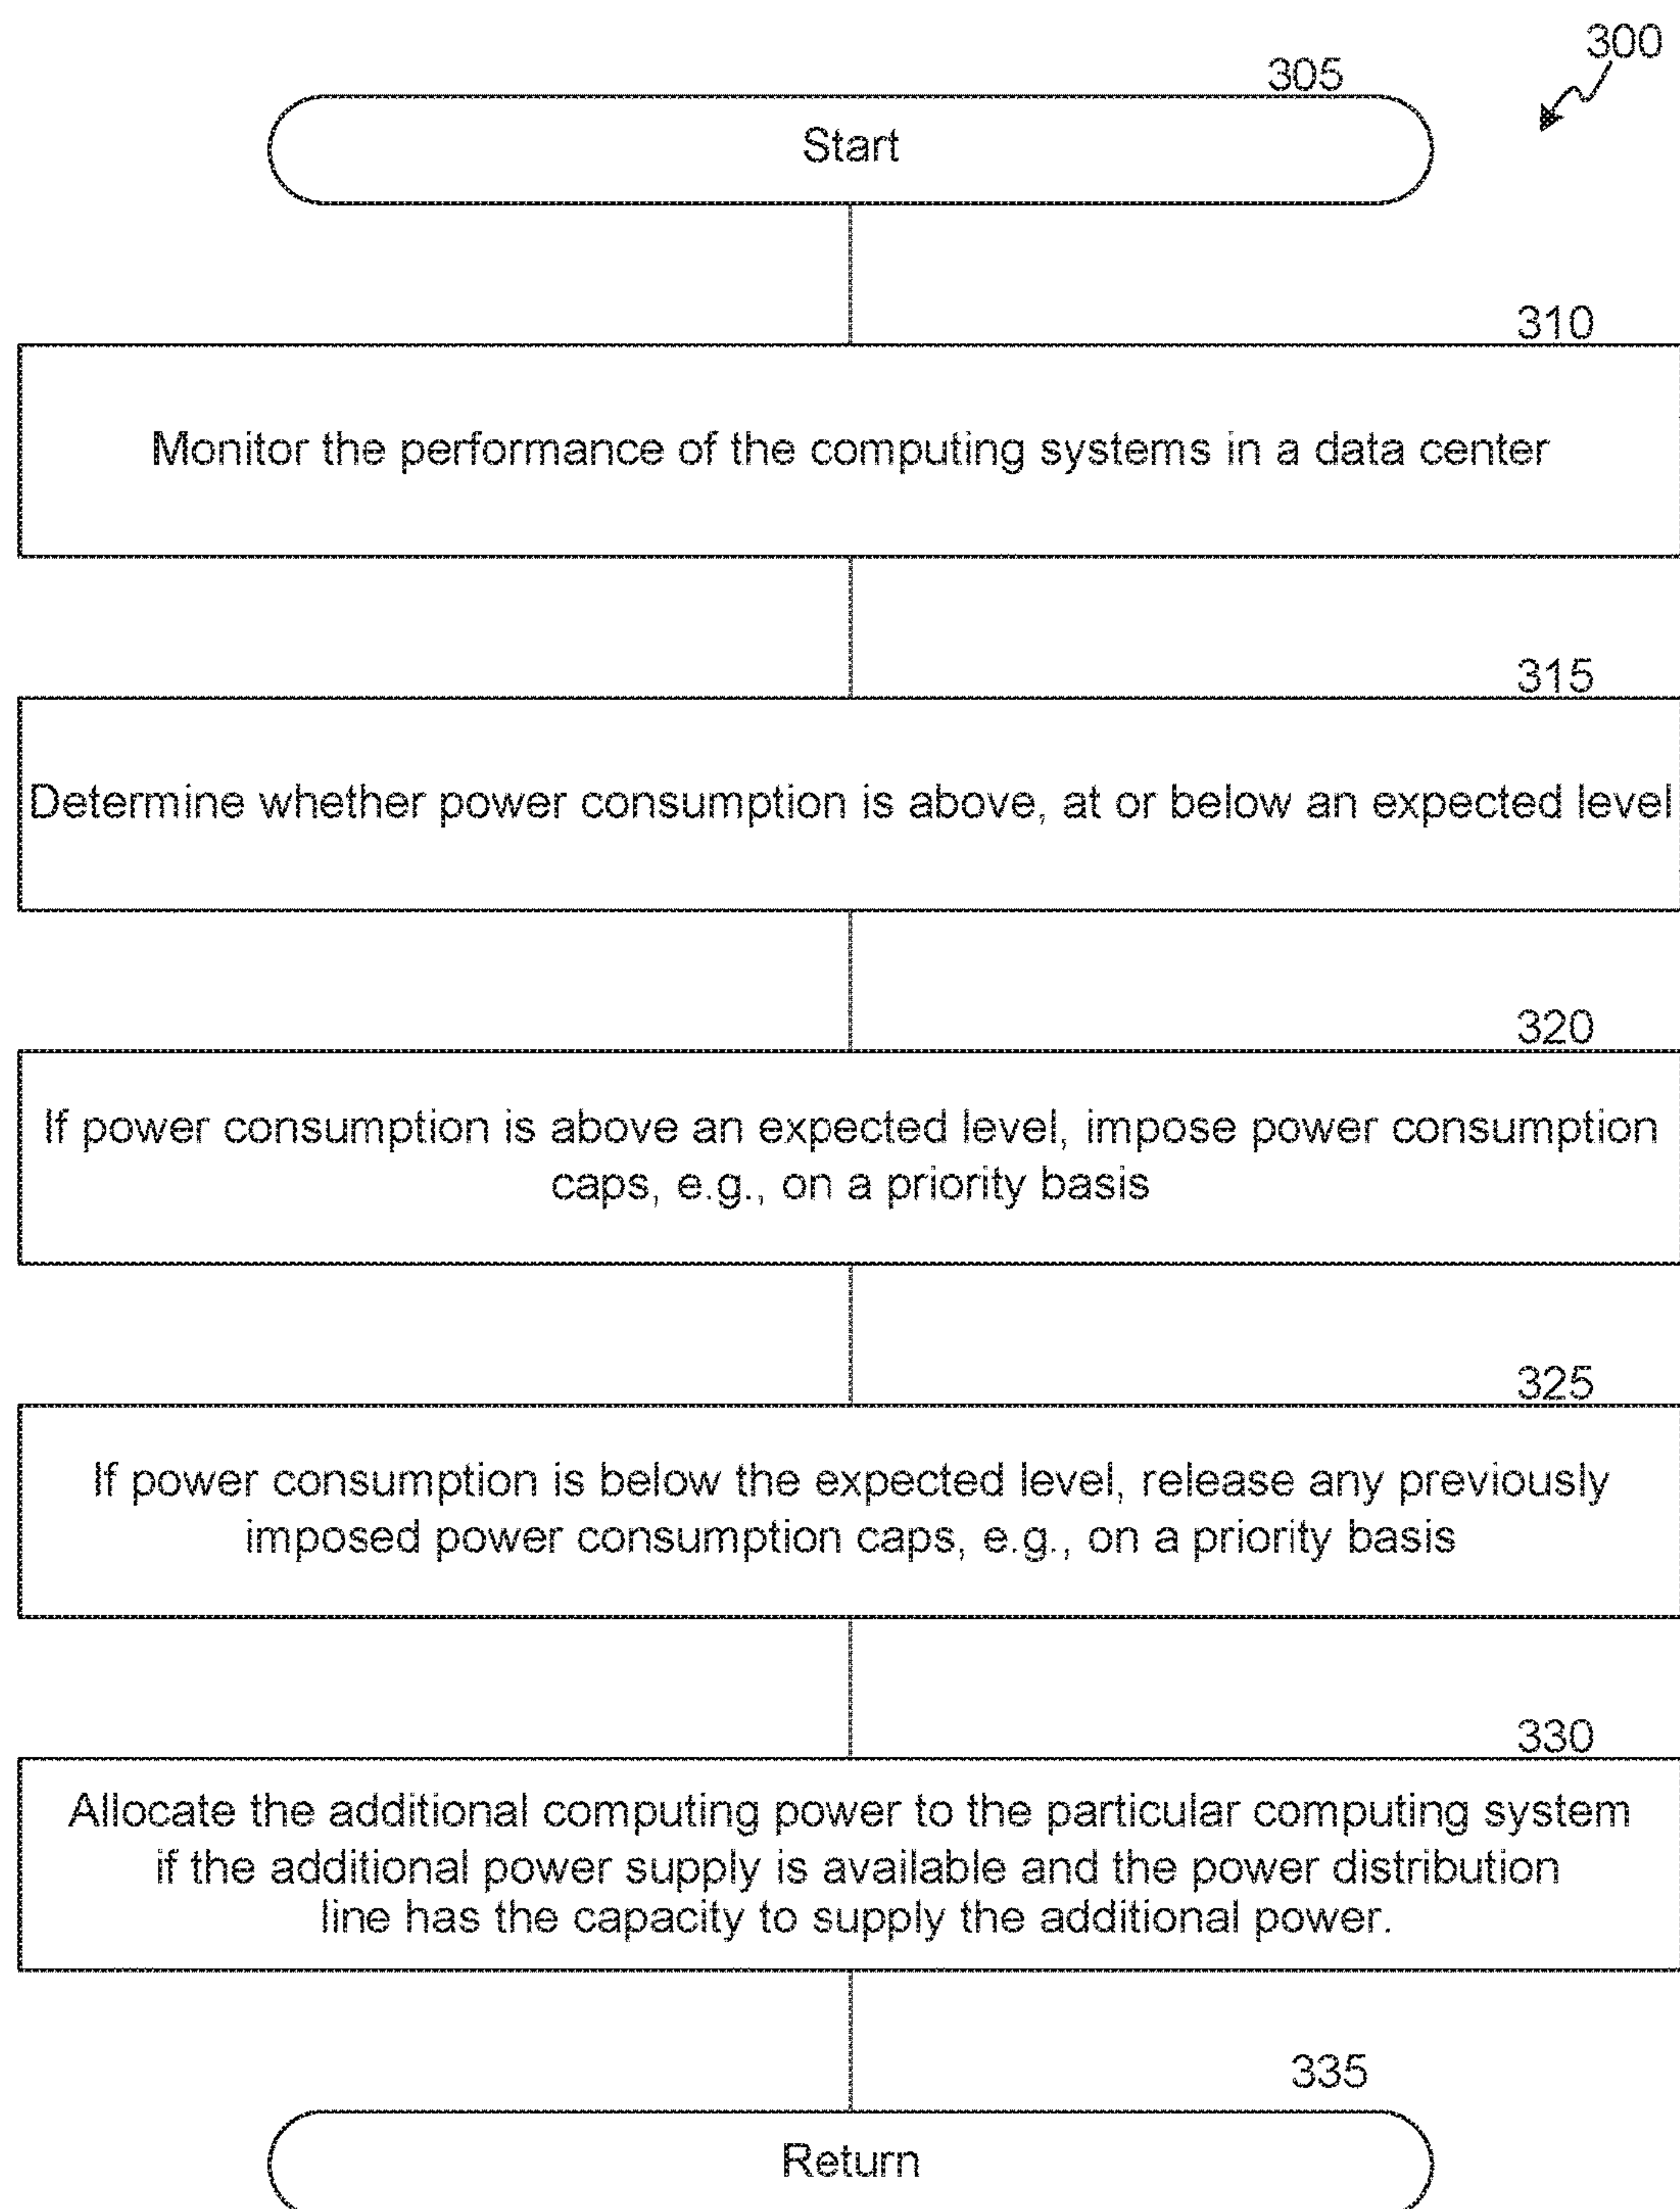 300
305
Start
310
Monitor the performance of the computing systems in a data center
315
Determine whether power consumption is above, at or below an expected level
320
If power consumption is above an expected level, impose power consumption
caps, e.g., on a priority basis
325
If power consumption is below the expected level, release any previously
imposed power consumption caps, e.g., on a priority basis
330
Allocate the additional computing power to the particular computing system
if the additional power supply is available and the power distribution
line has the capacity to supply the additional power.
335
Return